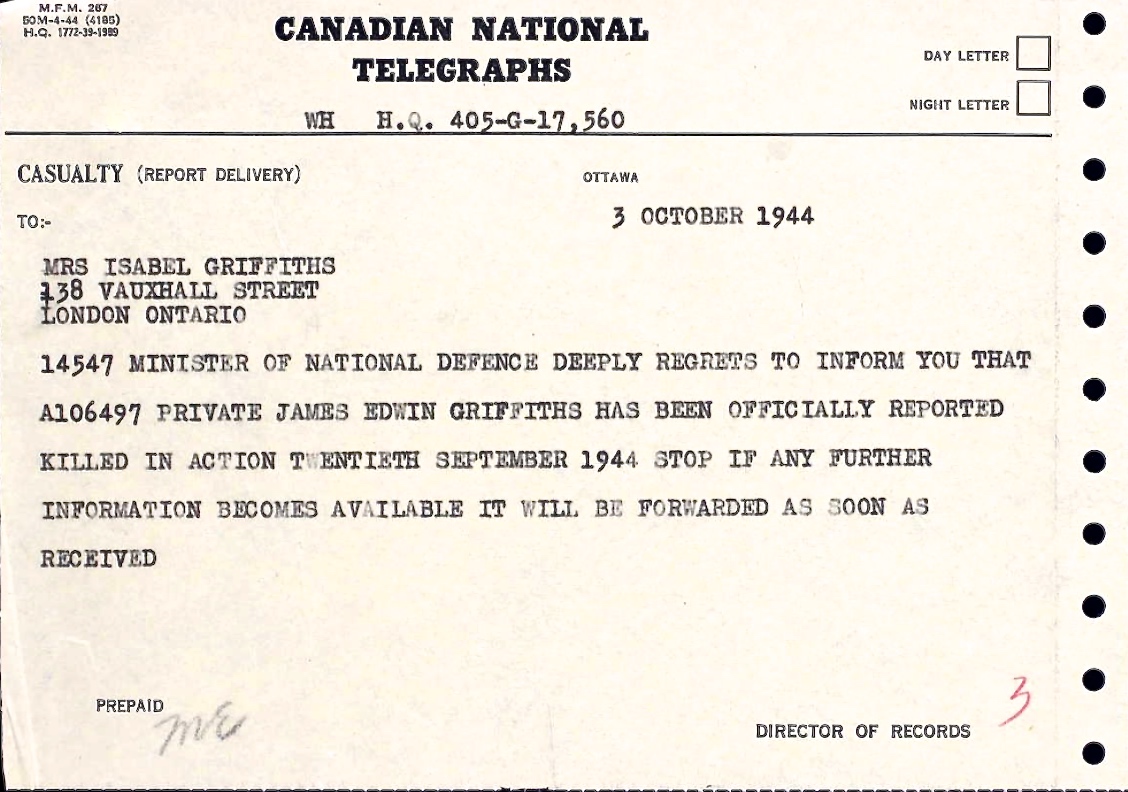 M.F.M. 267
50M-4-44 (4185)
H.Q. 1772-39-1989
CANADIAN NATIONAL
TELEGRAPHS
DAY LETTER
NIGHT LETTER
WH H.Q. 405-G-17,560
CASUALTY (REPORT DELIVERY)
OTTAWA
TO:-
3 OCTOBER 1944
MRS ISABEL GRIFFITHS
138 VAUXHALL STREET
LONDON ONTARIO
14547 MINISTER OF NATIONAL DEFENCE DEEPLY REGRETS TO INFORM YOU THAT
A106497 PRIVATE JAMES EDWIN GRIFFITHS HAS BEEN OFFICIALLY REPORTED
KILLED IN ACTION TWENTIETH SEPTEMBER 1944 STOP IF ANY FURTHER
INFORMATION BECOMES AVAILABLE IT WILL BE FORWARDED AS SOON AS
RECEIVED
PREPAID
3
DIRECTOR OF RECORDS